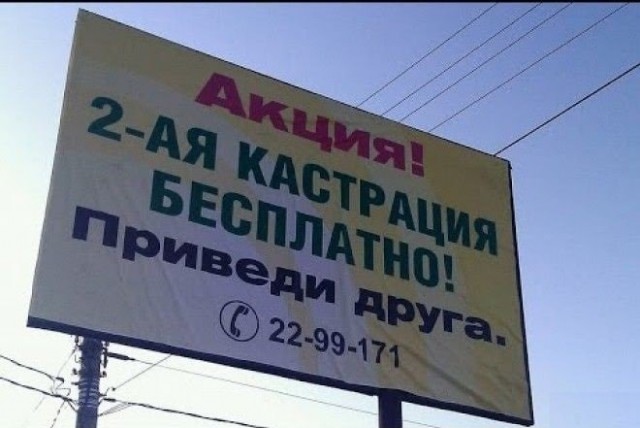 Акция!
2-АЯ КАСТРАЦИЯ
БЕСПЛАТНО!
Приведи друга.
22-99-171